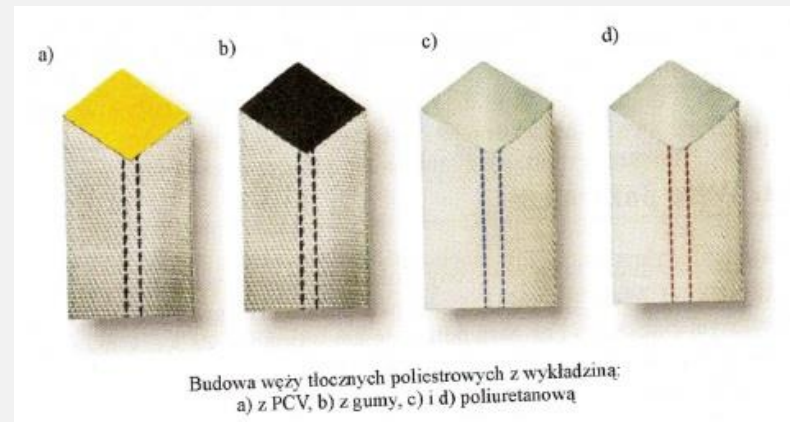 a) b) c) d)
Budowa węży tłocznych poliestrowych z wykładziną:
a) z PCV, b) z gumy, c) i d) poliuretanową